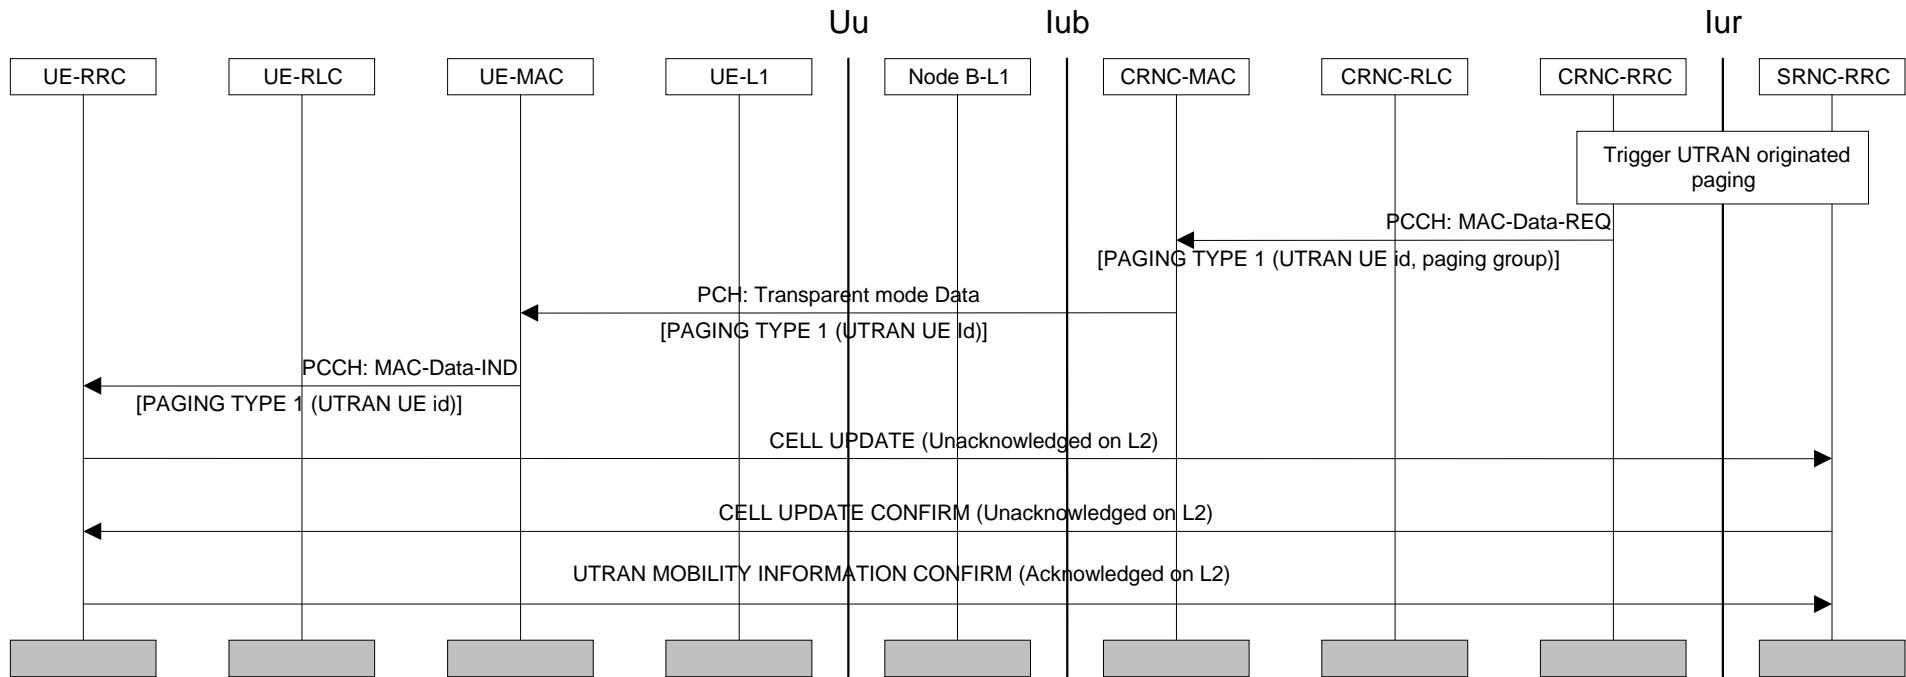 Uu
Iub
Iur
UE-RRC
UE-RLC
UE-MAC
UE-L1
Node B-L1
CRNC-MAC
CRNC-RLC
CRNC-RRC
SRNC-RRC
Trigger UTRAN originated
paging
PCCH: MAC-Data-REQ
[PAGING TYPE 1 (UTRAN UE id, paging group)]
PCH: Transparent mode Data
[PAGING TYPE 1 (UTRAN UE Id)]
PCCH: MAC-Data-IND
[PAGING TYPE 1 (UTRAN UE id)]
CELL UPDATE (Unacknowledged on L2)
CELL UPDATE CONFIRM (Unacknowledged on L2)
UTRAN MOBILITY INFORMATION CONFIRM (Acknowledged on L2)